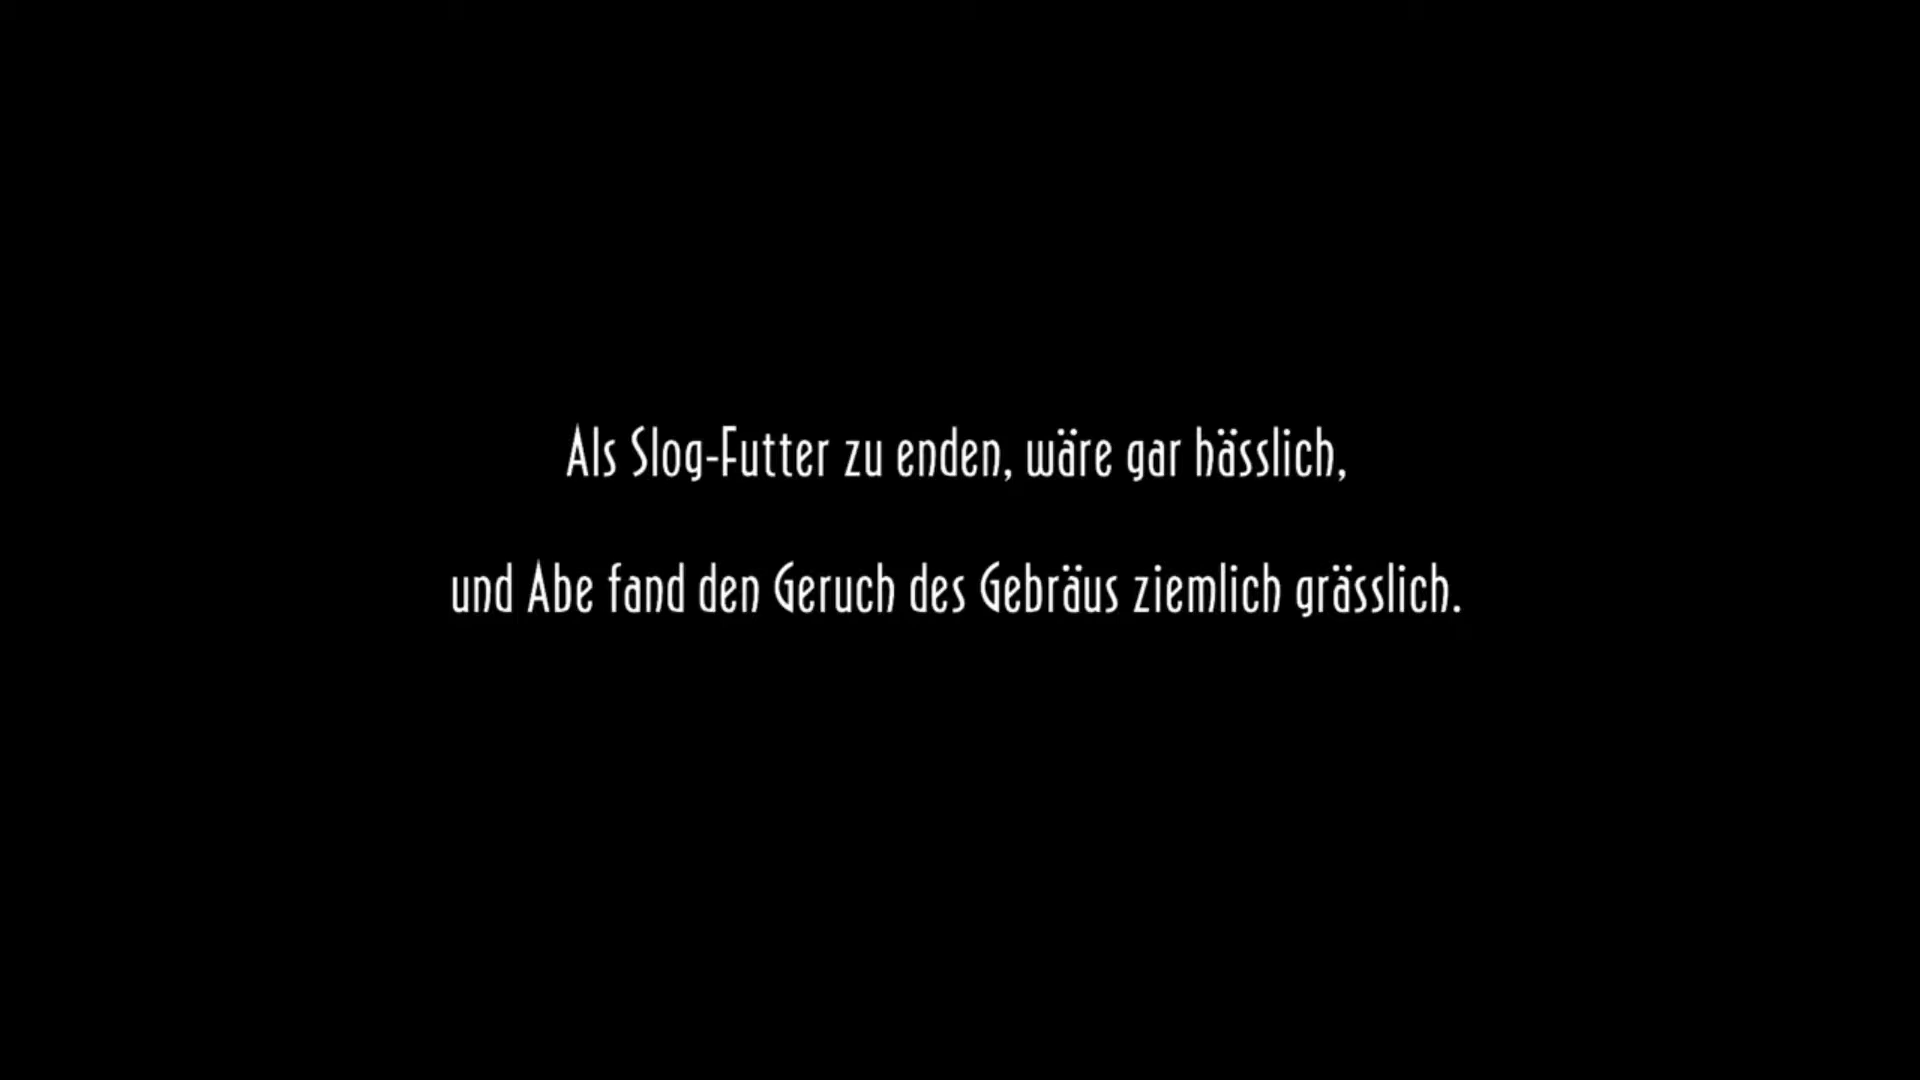 Als Slog-Futter zu enden, wäre gar hässlich,
und Abe fand den Geruch des Gebräus ziemlich grässlich.